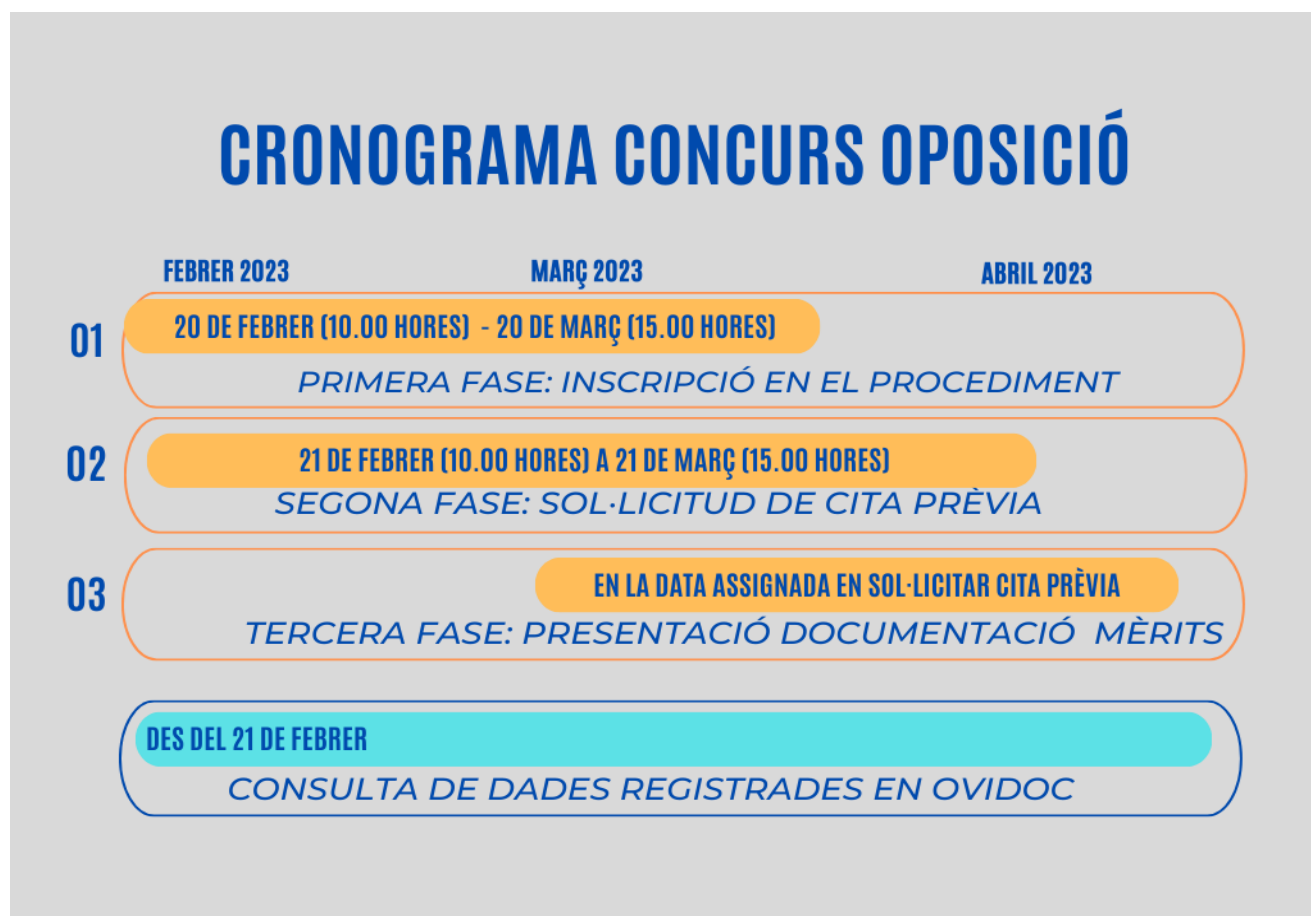 CRONOGRAMA CONCURS OPOSICIÓ
FEBRER 2023
MARÇ 2023
ABRIL 2023
01
20 DE FEBRER (10.00 HORES) - 20 DE MARÇ (15.00 HORES)
PRIMERA FASE: INSCRIPCIÓ EN EL PROCEDIMENT
02
21 DE FEBRER (10.00 HORES) A 21 DE MARÇ (15.00 HORES)
SEGONA FASE: SOL·LICITUD DE CITA PRÈVIA
03
EN LA DATA ASSIGNADA EN SOL·LICITAR CITA PRÈVIA
TERCERA FASE: PRESENTACIÓ DOCUMENTACIÓ MÈRITS
DES DEL 21 DE FEBRER
CONSULTA DE DADES REGISTRADES EN OVIDOC